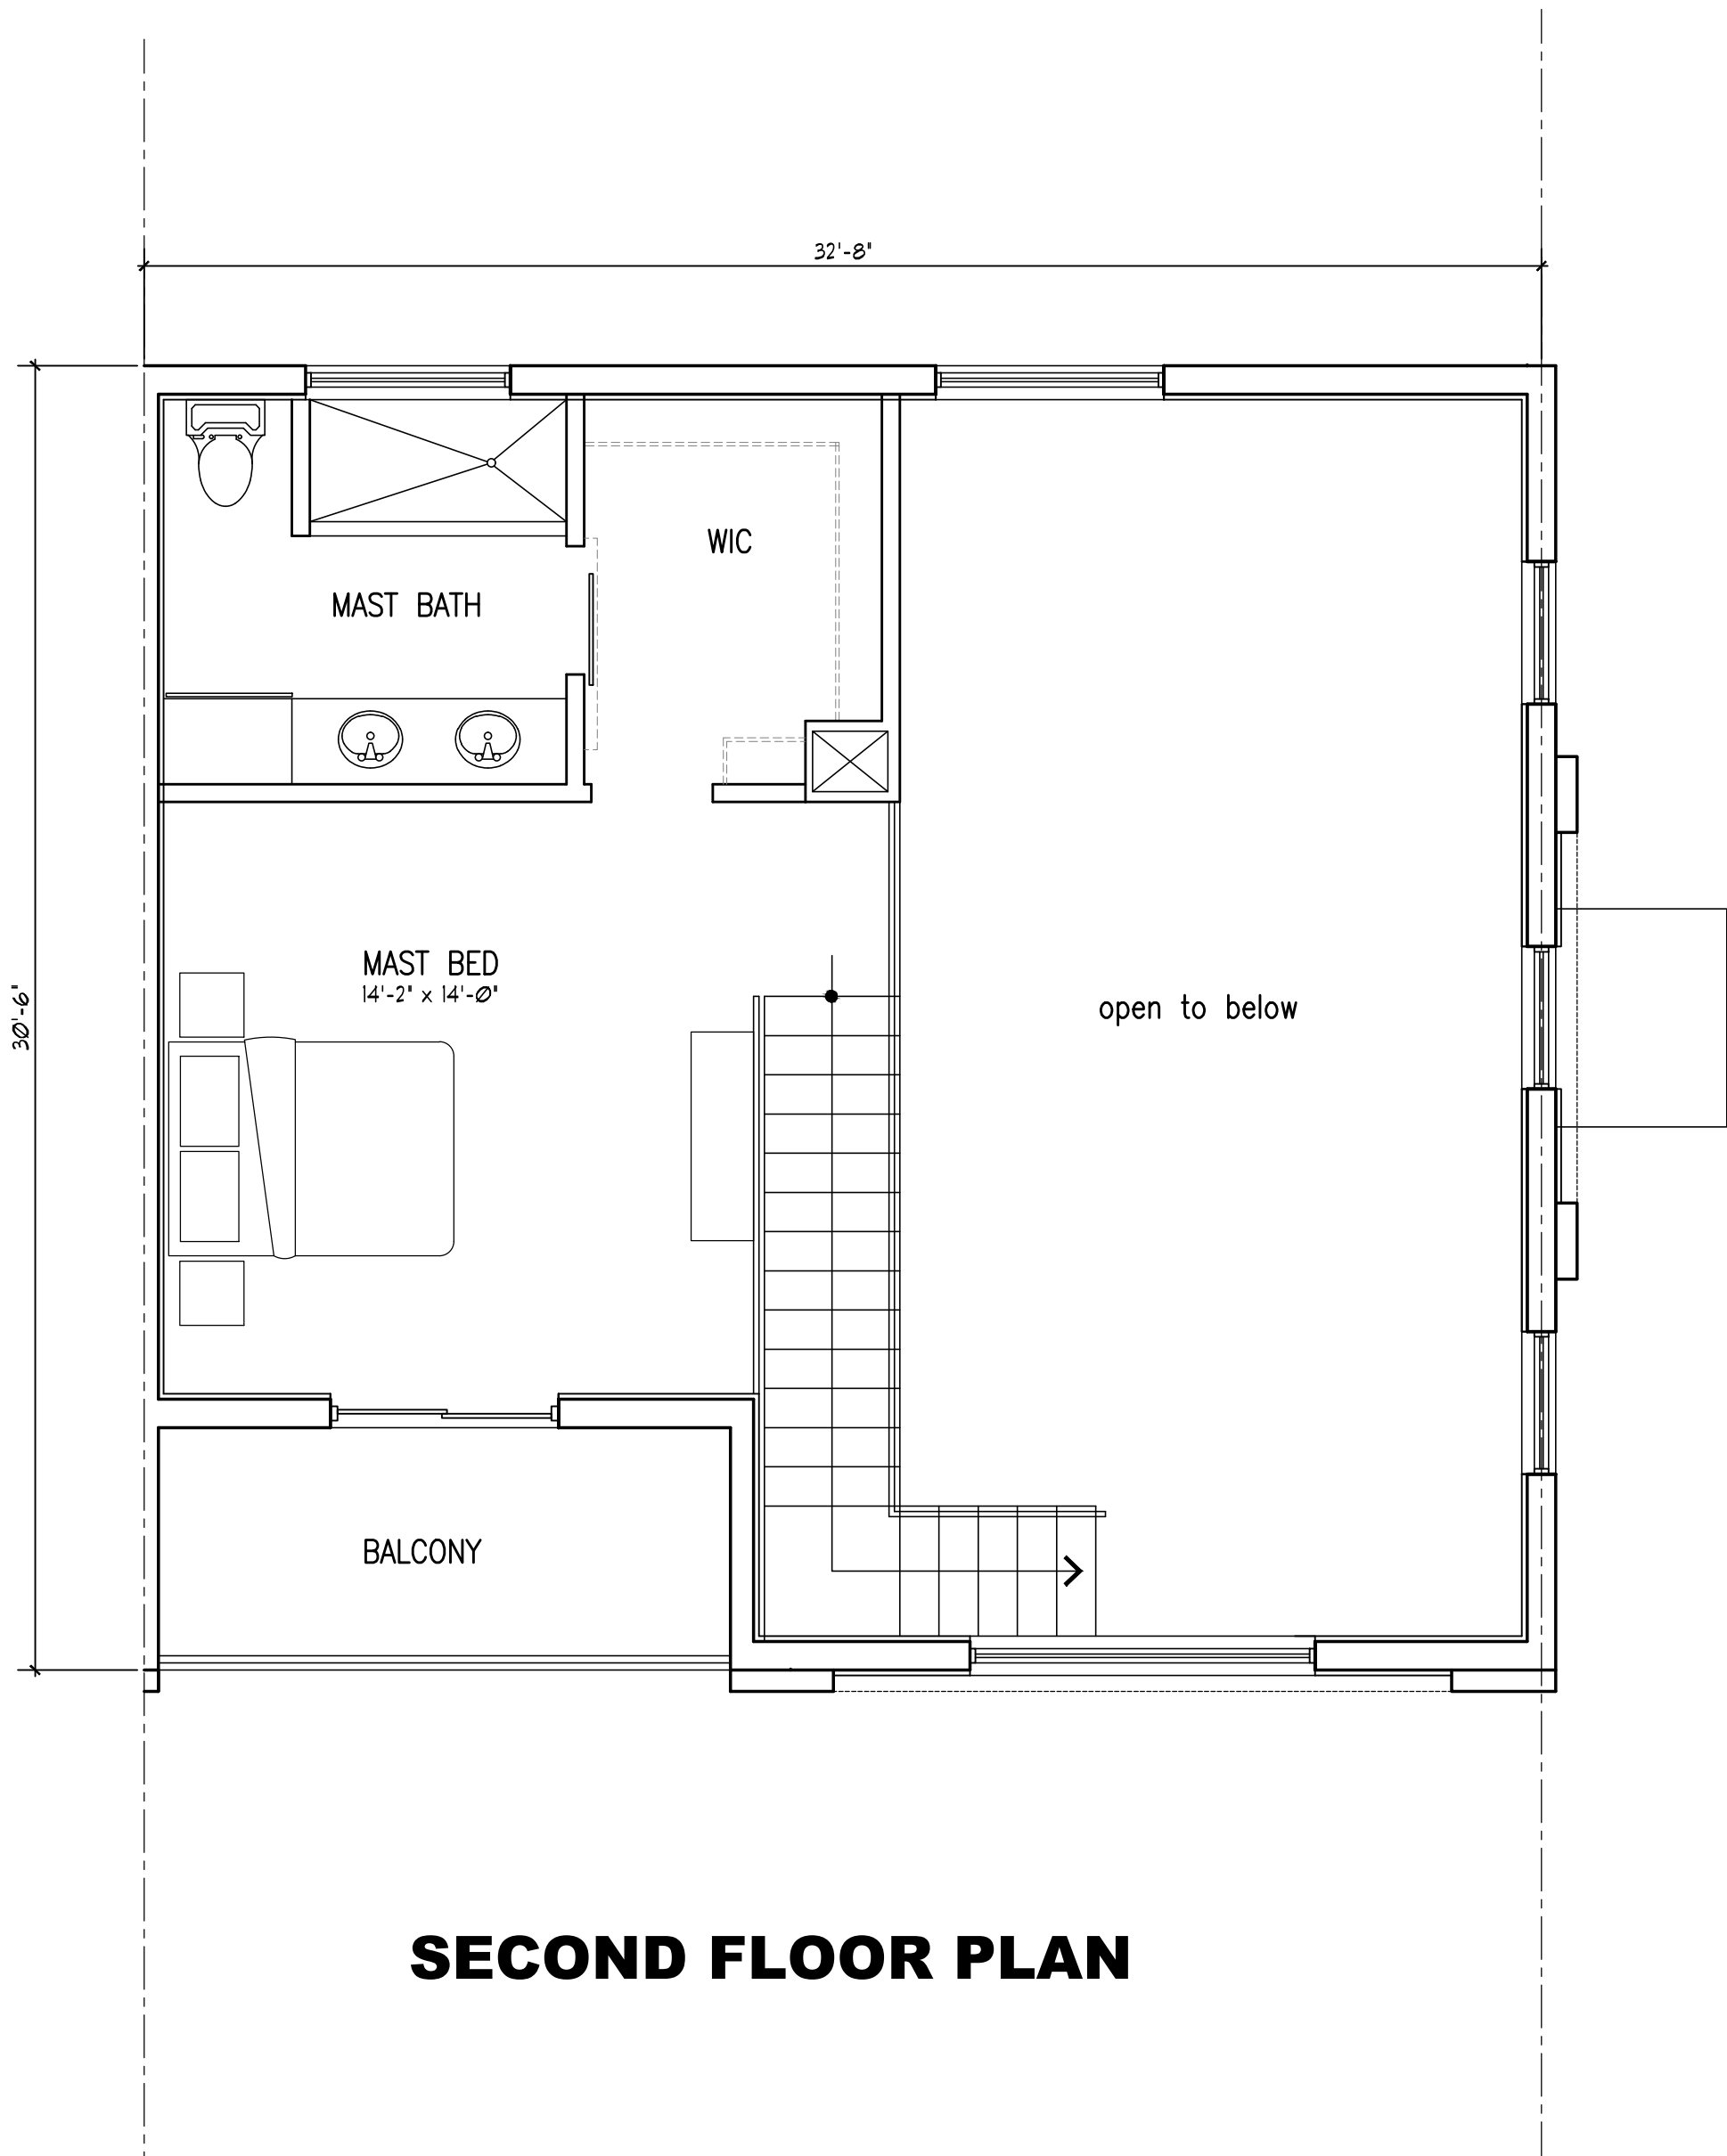 32'-8"
WIC
MAST BATH
MAST BED
14'-2" x 14'-0"
30'-6"
open to below
BALCONY
SECOND FLOOR PLAN